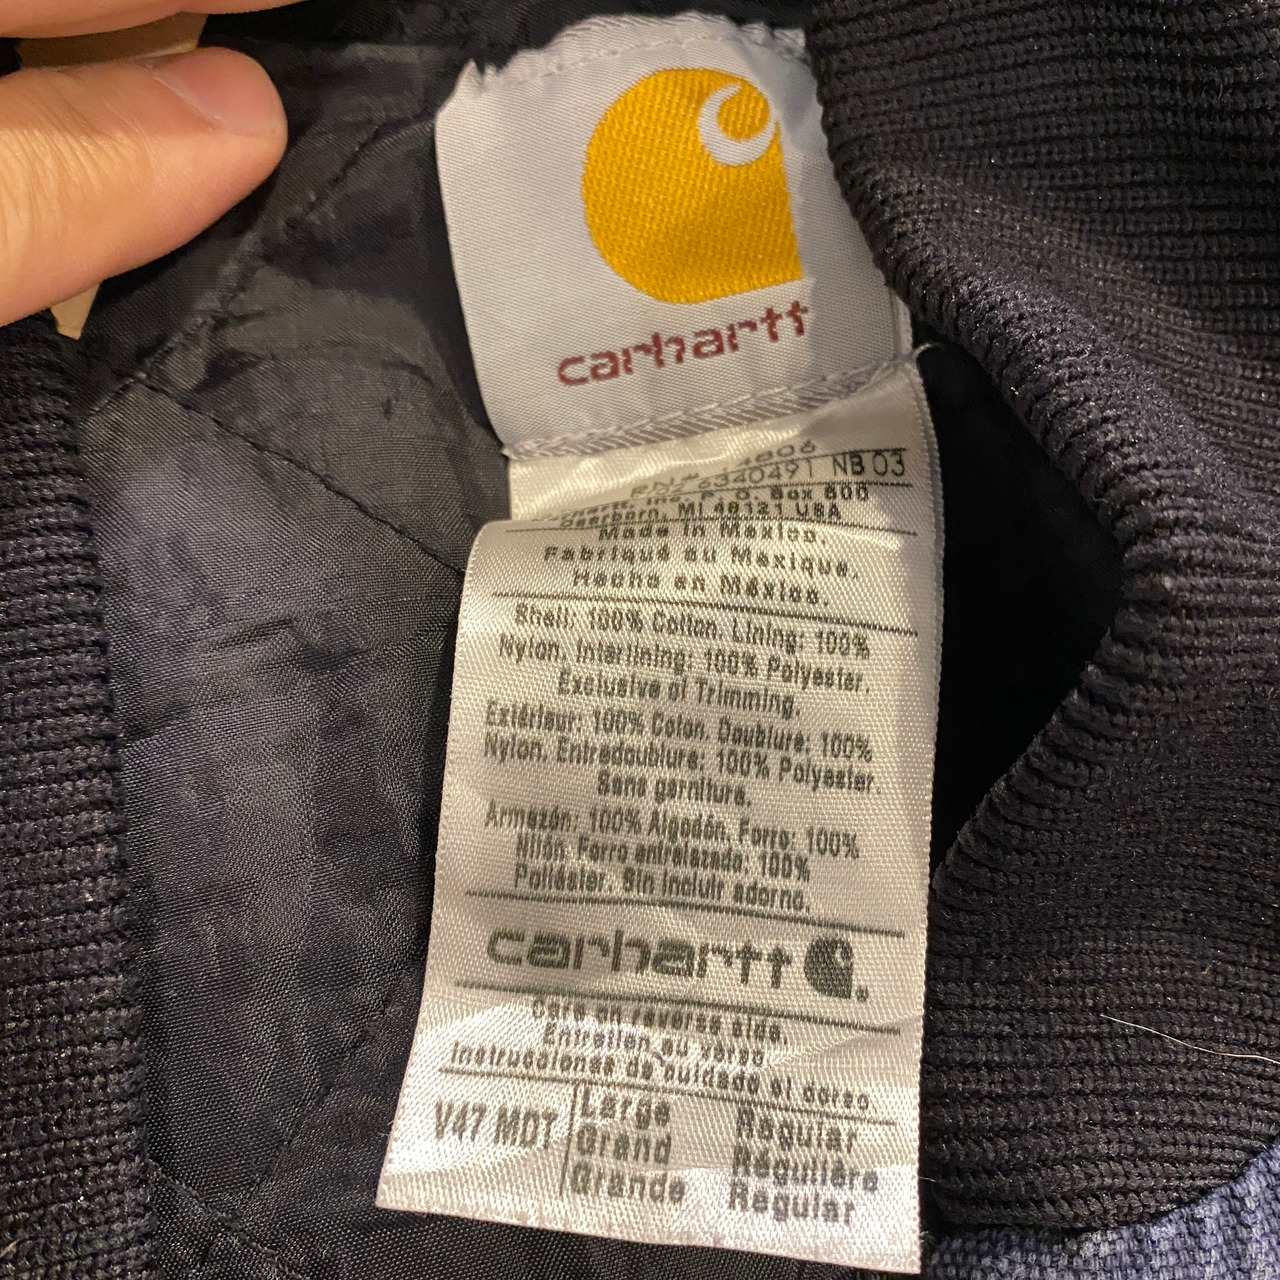 carhartt
RN# 14806
6340491 NB 03
Inc. P. O. Box 600
Dearborn, MI 48121 USA
Made in Mexico.
Fabriqué au Mexique.
Hecho en México.
Shell: 100% Cotton. Lining: 100%
Nylon. Interlining: 100% Polyester.
Exclusive of Trimming.
Extérieur: 100% Coton. Doublure: 100%
Nylon. Entredoublure: 100% Polyester.
Sans garniture.
Armazón: 100% Algodón. Forro: 100%
Nilón. Forro entrelazado: 100%
Poliéster. Sin incluir adorno.
carhartt
Care on reverse side.
Entretien au verso.
Instrucciones de cuidado al dorso.
V47 MDT
Large Regular
Grand Régulière
Grande Regular